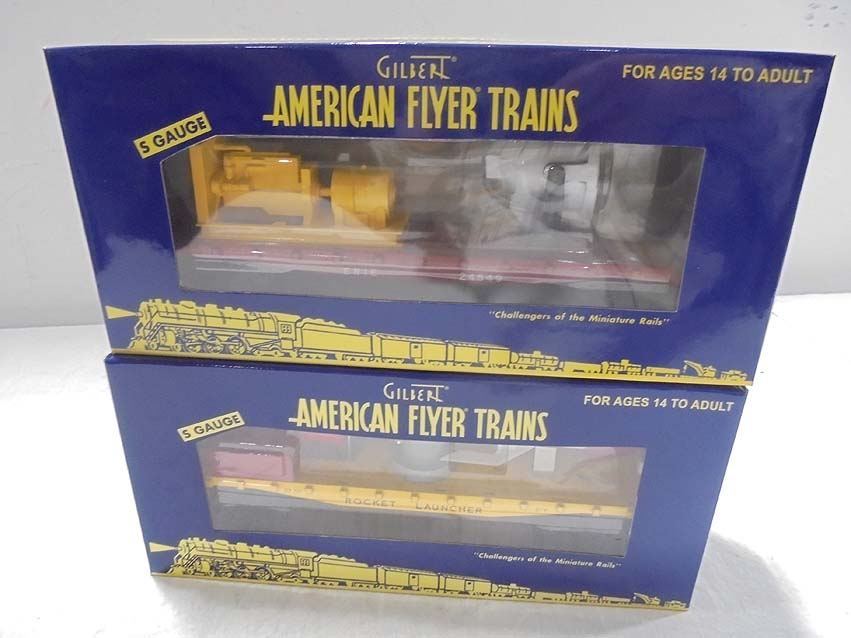 GILBERT®
FOR AGES 14 TO ADULT
AMERICAN FLYER® TRAINS
S GAUGE
ERIE 24549
"Challengers of the Miniature Rails"
GILBERT®
FOR AGES 14 TO ADULT
AMERICAN FLYER® TRAINS
S GAUGE
ROCKET LAUNCHER
"Challengers of the Miniature Rails"